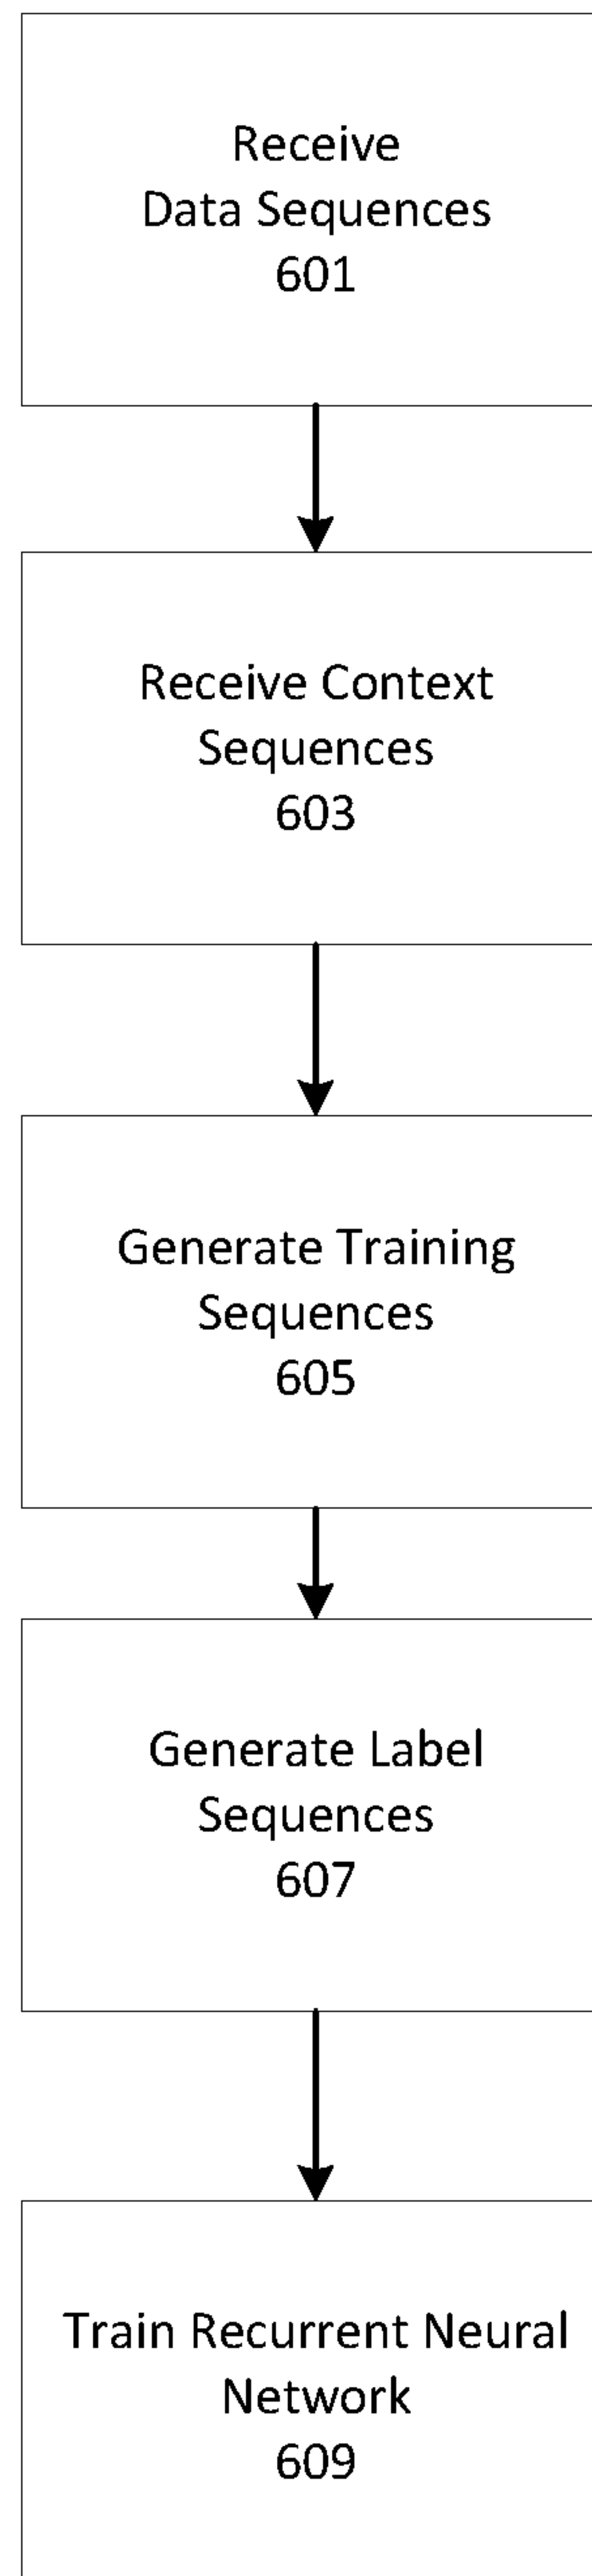 Receive
Data Sequences
601
Receive Context
Sequences
603
Generate Training
Sequences
605
Generate Label
Sequences
607
Train Recurrent Neural
Network
609